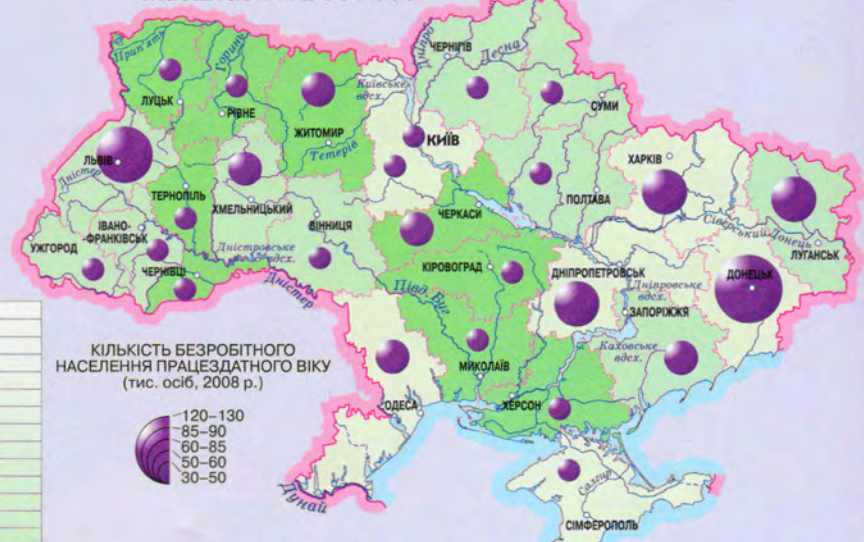 Прип'ять
Горинь
ЛУЦЬК
РІВНЕ
ЖИТОМИР
Тетерів
Київське
вдсх.
КИЇВ
Дніпро
ЧЕРНІГІВ
Десна
СУМИ
ЛЬВІВ
Дністер
ТЕРНОПІЛЬ
ХМЕЛЬНИЦЬКИЙ
ВІННИЦЯ
ЧЕРКАСИ
ПОЛТАВА
ХАРКІВ
Сіверський Донець
ЛУГАНСЬК
УЖГОРОД
ІВАНО-
-ФРАНКІВСЬК
ЧЕРНІВЦІ
Дністровське
вдсх.
Дністер
Півд Буг
КІРОВОГРАД
ДНІПРОПЕТРОВСЬК
Дніпровське
вдсх.
ДОНЕЦЬК
ЗАПОРІЖЖЯ
Каховське
вдсх.
МИКОЛАЇВ
ОДЕСА
ХЕРСОН
Дунай
Салгир
СІМФЕРОПОЛЬ
КІЛЬКІСТЬ БЕЗРОБІТНОГО
НАСЕЛЕННЯ ПРАЦЕЗДАТНОГО ВІКУ
(тис. осіб, 2008 р.)
120–130
85–90
60–85
50–60
30–50